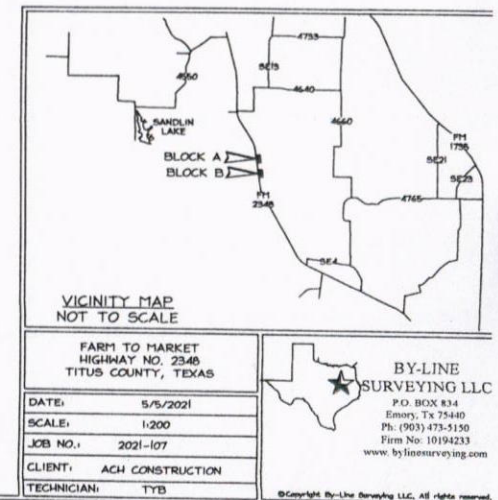 4733
SE13
4550
4640
SANDLIN
LAKE
4660
FM
1735
BLOCK A
SE21
BLOCK B
SE23
FM
2348
4765
SE4
VICINITY MAP
NOT TO SCALE
FARM TO MARKET
HIGHWAY NO. 2348
TITUS COUNTY, TEXAS
DATE: 5/5/2021
SCALE: 1:200
JOB NO.: 2021-107
CLIENT: ACH CONSTRUCTION
TECHNICIAN: TYB
BY-LINE
SURVEYING LLC
P.O. BOX 834
Emory, Tx 75440
Ph: (903) 473-5150
Firm No: 10194233
www.bylinesurveying.com
©Copyright By-Line Surveying LLC, All rights reserved.